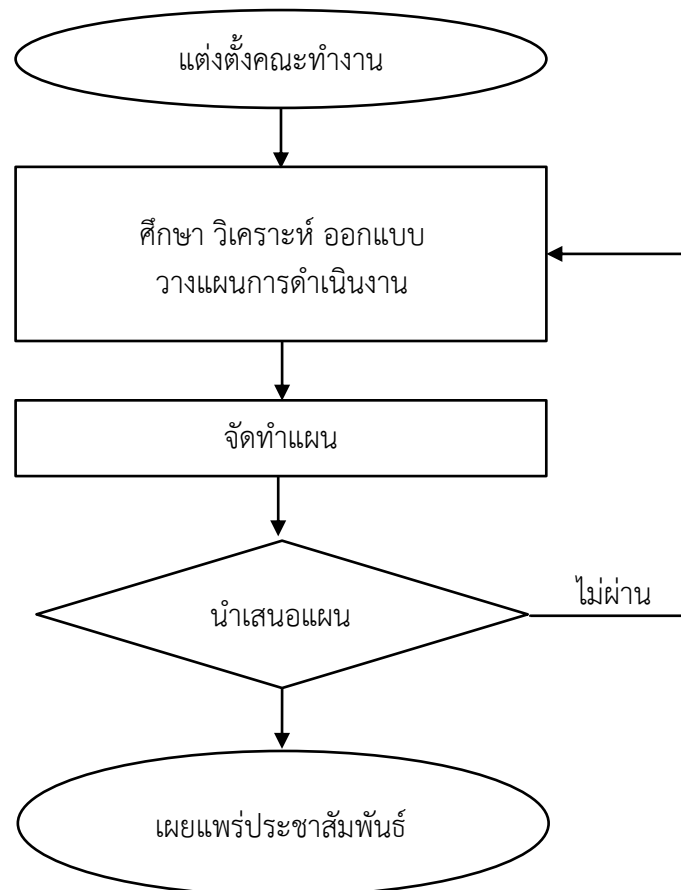 แต่งตั้งคณะทำงาน
ศึกษา วิเคราะห์ ออกแบบ
วางแผนการดำเนินงาน
จัดทำแผน
นำเสนอแผน
ไม่ผ่าน
เผยแพร่ประชาสัมพันธ์